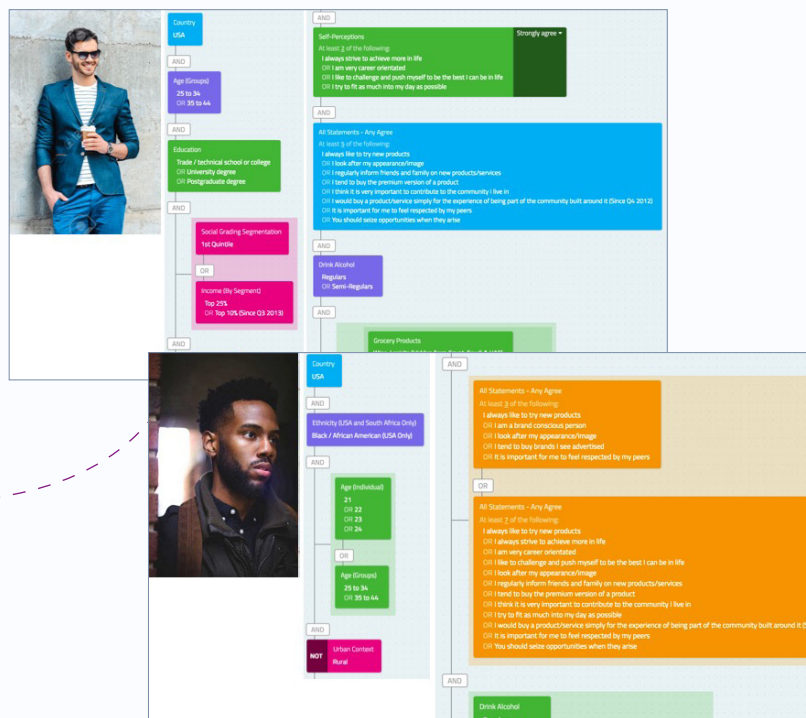 Country
USA
AND
Age (Groups)
25 to 34
OR 35 to 44
AND
Education
Trade / technical school or college
OR University degree
OR Postgraduate degree
AND
Social Grading Segmentation
1st Quintile
OR
Income (By Segment)
Top 25%
OR Top 10% (Since Q3 2013)
AND
AND
Self-Perceptions
Strongly agree
At least 3 of the following:
I always strive to achieve more in life
OR I am very career orientated
OR I like to challenge and push myself to be the best I can be in life
OR I try to fit as much into my day as possible
AND
All Statements - Any Agree
At least 5 of the following:
I always like to try new products
OR I look after my appearance/image
OR I regularly inform friends and family on new products/services
OR I tend to buy the premium version of a product
OR I think it is very important to contribute to the community I live in
OR I would buy a product/service simply for the experience of being part of the community built around it (Since Q4 2012)
OR It is important for me to feel respected by my peers
OR You should seize opportunities when they arise
AND
Drink Alcohol
Regulars
OR Semi-Regulars
AND
Grocery Products
Country
USA
AND
Ethnicity (USA and South Africa Only)
Black / African American (USA Only)
AND
Age (Individual)
21
OR 22
OR 23
OR 24
OR
Age (Groups)
25 to 34
OR 35 to 44
AND
NOT
Urban Context
Rural
AND
All Statements - Any Agree
At least 3 of the following:
I always like to try new products
OR I am a brand conscious person
OR I look after my appearance/image
OR I tend to buy brands I see advertised
OR It is important for me to feel respected by my peers
OR
All Statements - Any Agree
At least 7 of the following:
I always like to try new products
OR I always strive to achieve more in life
OR I am very career orientated
OR I like to challenge and push myself to be the best I can be in life
OR I look after my appearance/image
OR I regularly inform friends and family on new products/services
OR I tend to buy the premium version of a product
OR I think it is very important to contribute to the community I live in
OR I try to fit as much into my day as possible
OR I would buy a product/service simply for the experience of being part of the community built around it (S
OR It is important for me to feel respected by my peers
OR You should seize opportunities when they arise
AND
Drink Alcohol